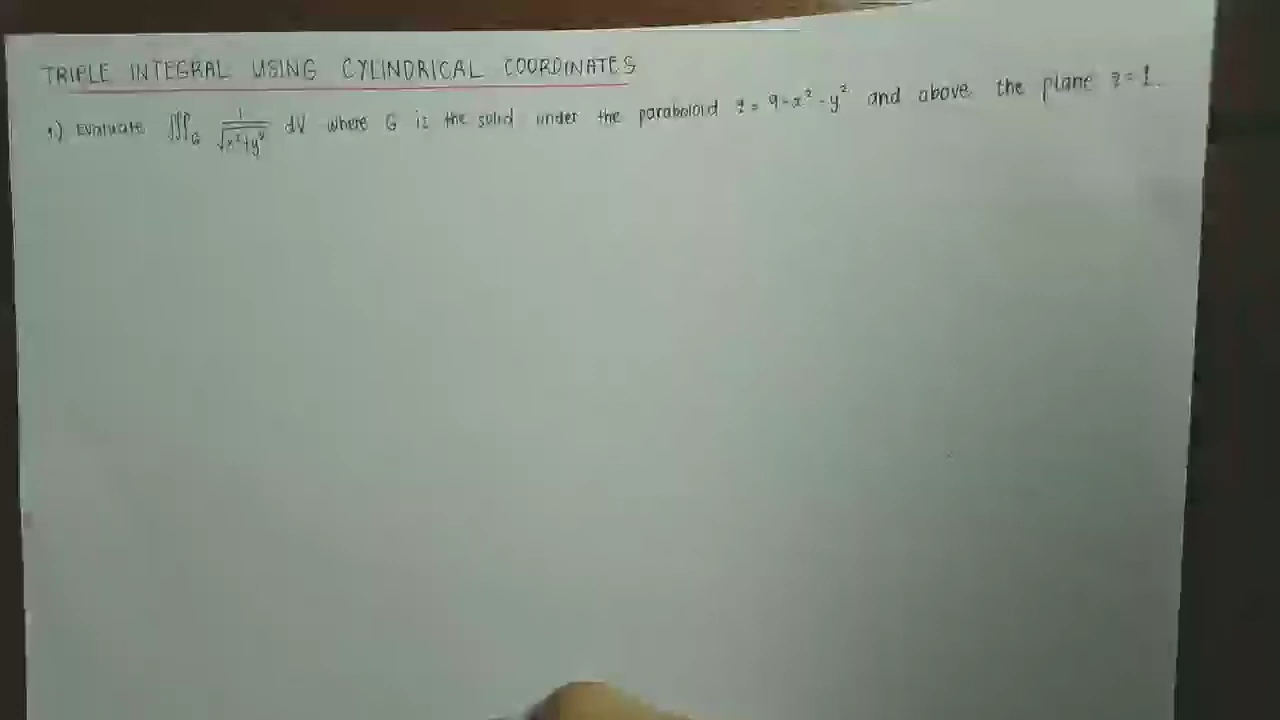 TRIPLE INTEGRAL USING CYLINDRICAL COORDINATES
1.) Evaluate ∭_G 1/√(x²+y²) dV where G is the solid under the paraboloid z = 9-x²-y² and above the plane z = 1.